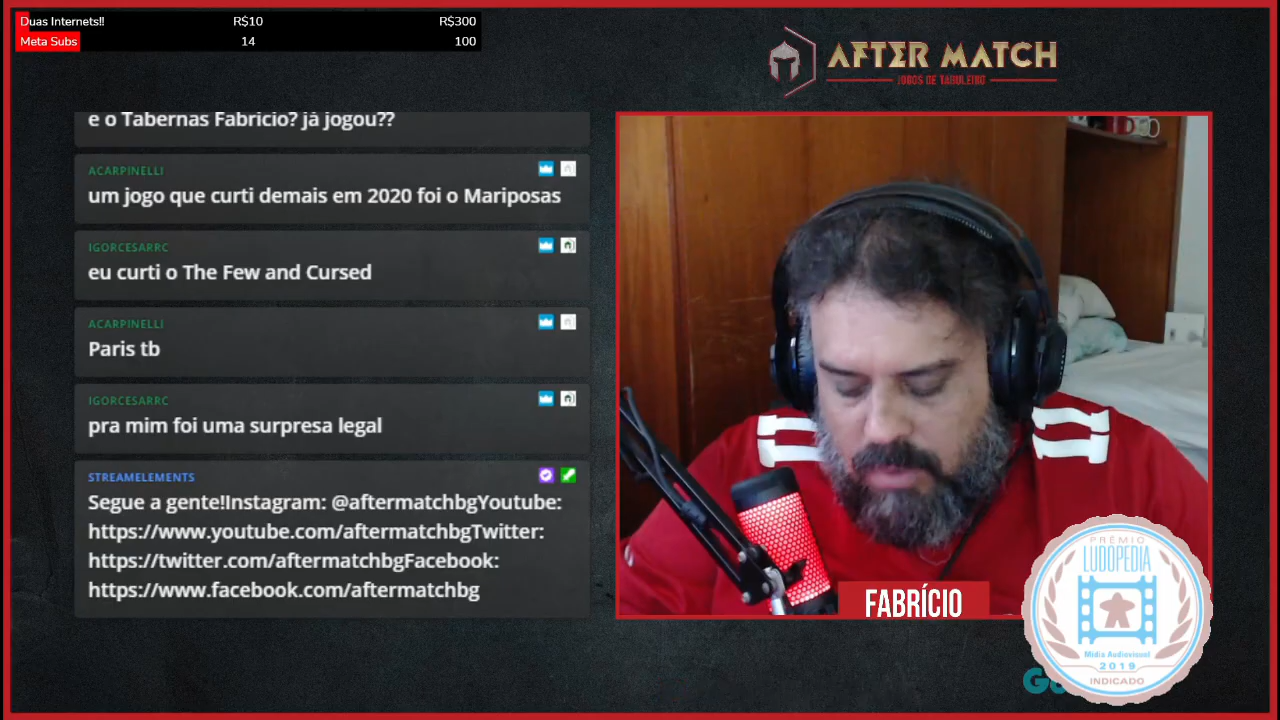 Duas Internets!! R$10 R$300
Meta Subs 14 100
AFTER MATCH
JOGOS DE TABULEIRO
e o Tabernas Fabricio? já jogou??
ACARPINELLI
um jogo que curti demais em 2020 foi o Mariposas
IGORCESARRC
eu curti o The Few and Cursed
ACARPINELLI
Paris tb
IGORCESARRC
pra mim foi uma surpresa legal
STREAMELEMENTS
Segue a gente!Instagram: @aftermatchbgYoutube:
https://www.youtube.com/aftermatchbgTwitter:
https://twitter.com/aftermatchbgFacebook:
https://www.facebook.com/aftermatchbg
FABRÍCIO
PRÊMIO
LUDOPEDIA
Mídia Audiovisual
2019
INDICADO